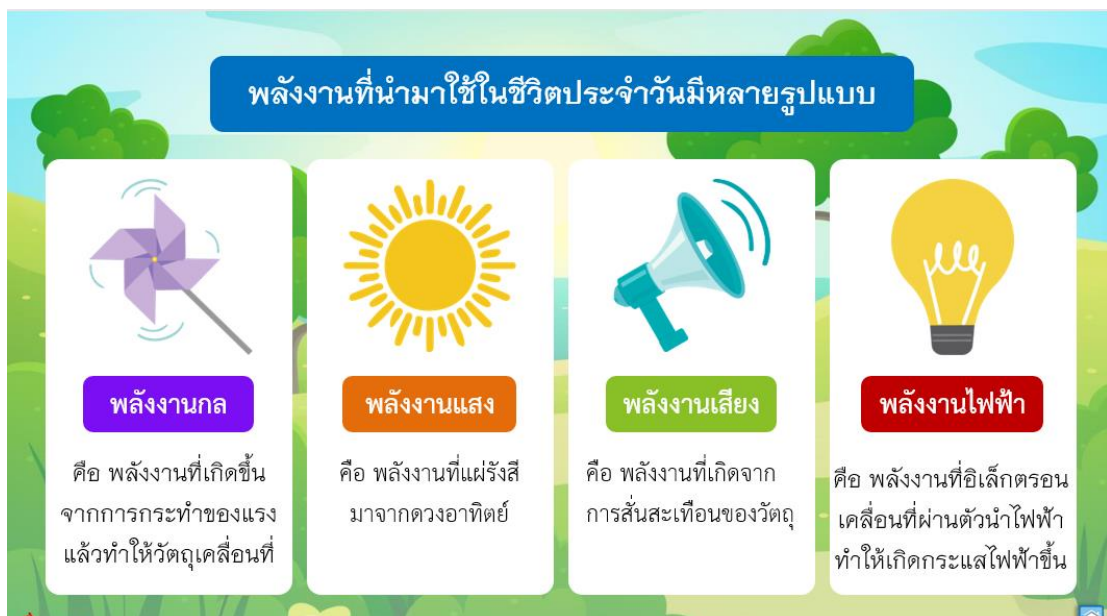 พลังงานที่นำมาใช้ในชีวิตประจำวันมีหลายรูปแบบ
พลังงานกล
คือ พลังงานที่เกิดขึ้น
จากการกระทำของแรง
แล้วทำให้วัตถุเคลื่อนที่
พลังงานแสง
คือ พลังงานที่แผ่รังสี
มาจากดวงอาทิตย์
พลังงานเสียง
คือ พลังงานที่เกิดจาก
การสั่นสะเทือนของวัตถุ
พลังงานไฟฟ้า
คือ พลังงานที่อิเล็กตรอน
เคลื่อนที่ผ่านตัวนำไฟฟ้า
ทำให้เกิดกระแสไฟฟ้าขึ้น